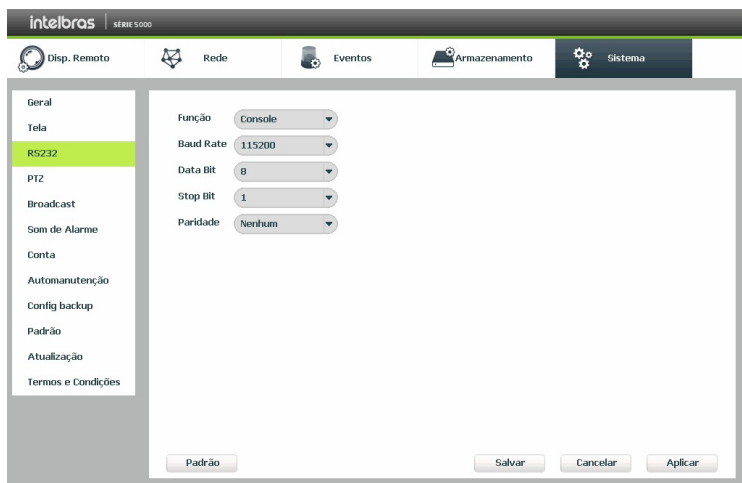 intelbras SÉRIE 5000
Disp. Remoto Rede Eventos Armazenamento Sistema
Geral
Tela
RS232
PTZ
Broadcast
Som de Alarme
Conta
Automanutenção
Config backup
Padrão
Atualização
Termos e Condições
Função Console
Baud Rate 115200
Data Bit 8
Stop Bit 1
Paridade Nenhum
Padrão Salvar Cancelar Aplicar